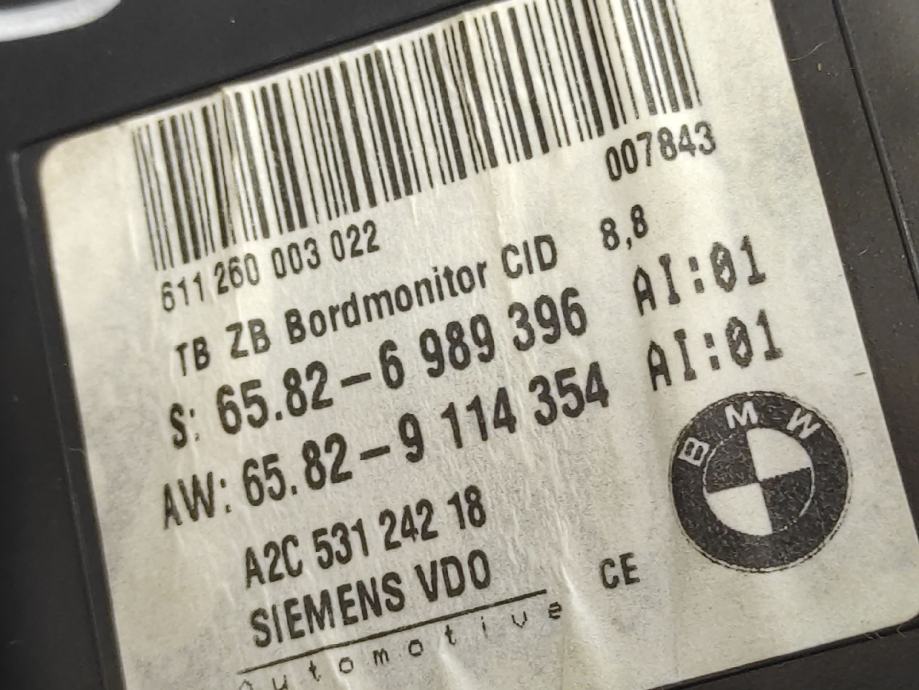 007843
611 260 003 022
TB ZB Bordmonitor CID 8,8
S: 65.82-6 989 396 AI:01
AW: 65.82-9 114 354 AI:01
BMW
A2C 531 242 18
SIEMENS VDO CE
Automotive